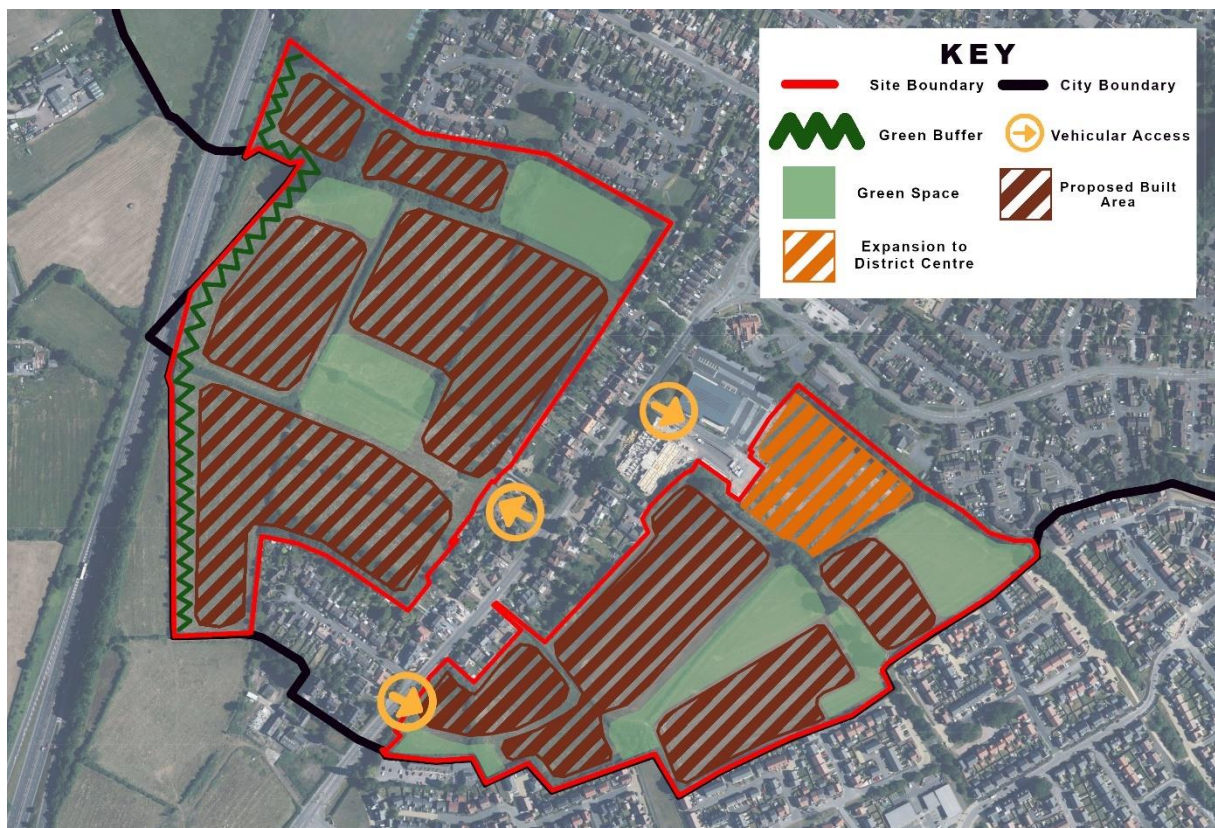 KEY
Site Boundary
City Boundary
Green Buffer
Vehicular Access
Green Space
Proposed Built
Area
Expansion to
District Centre